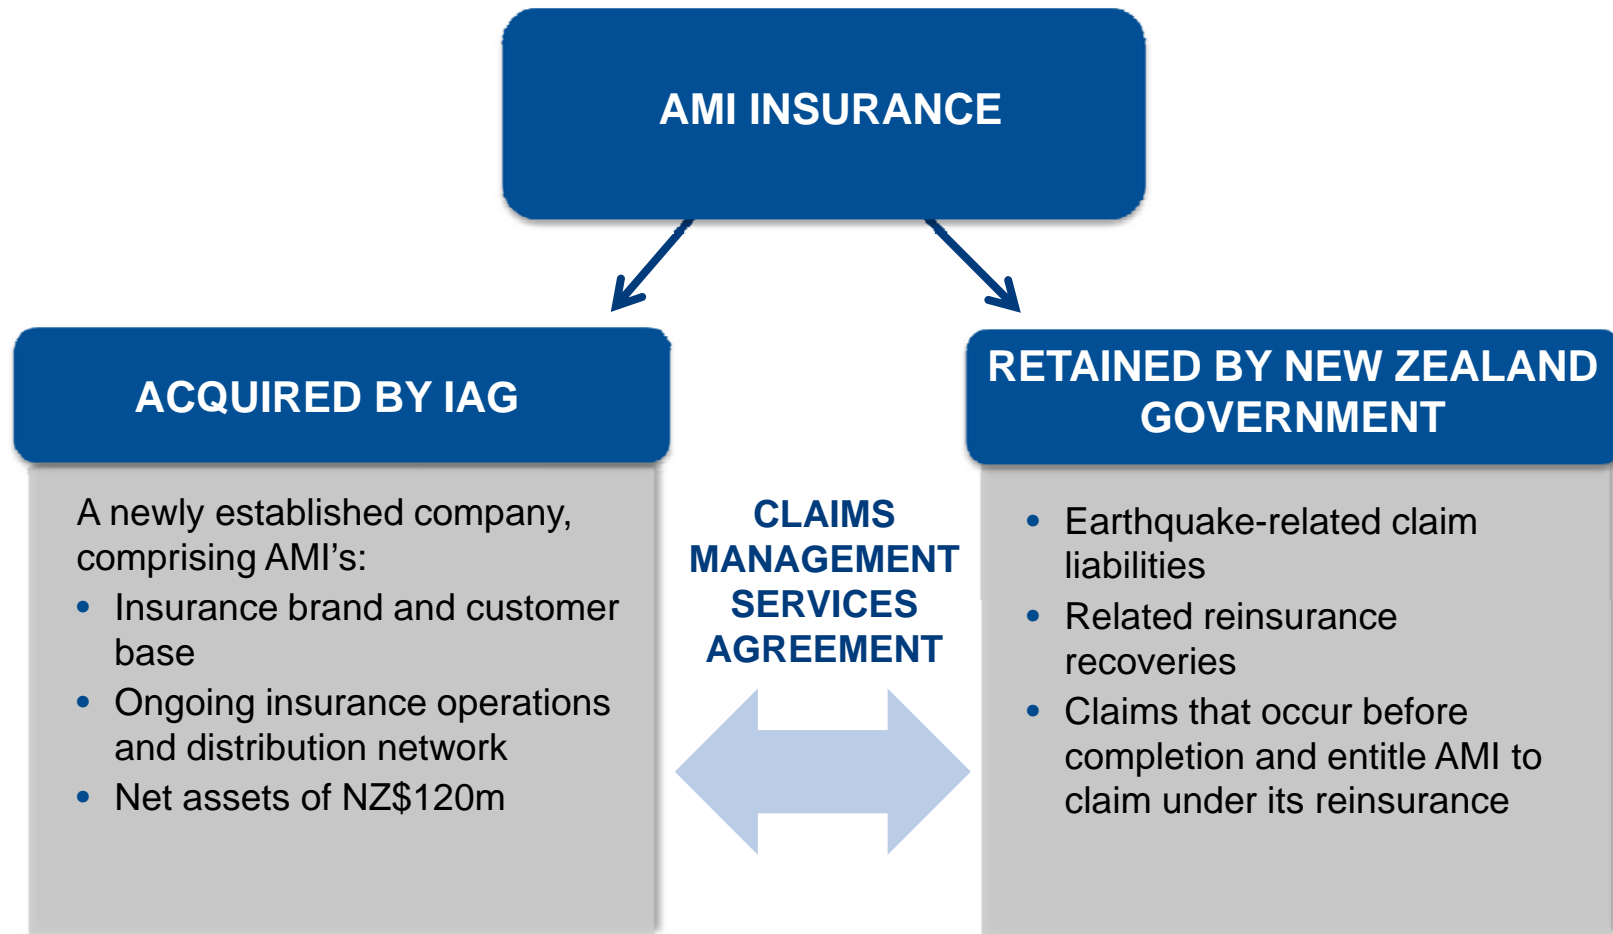 AMI INSURANCE
ACQUIRED BY IAG
A newly established company,
comprising AMI's:
• Insurance brand and customer
base
• Ongoing insurance operations
and distribution network
• Net assets of NZ$120m
CLAIMS
MANAGEMENT
SERVICES
AGREEMENT
RETAINED BY NEW ZEALAND
GOVERNMENT
• Earthquake-related claim
liabilities
• Related reinsurance
recoveries
• Claims that occur before
completion and entitle AMI to
claim under its reinsurance